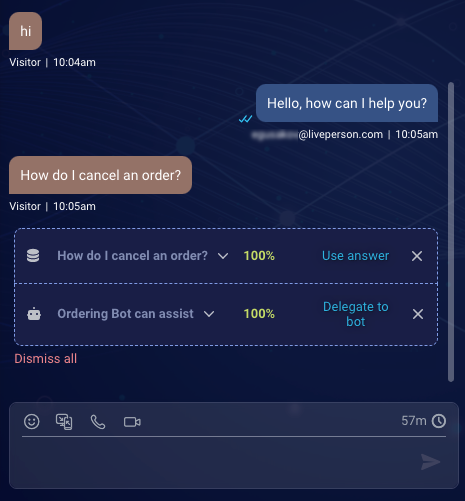 hi
Visitor | 10:04am
Hello, how can I help you?
@liveperson.com | 10:05am
How do I cancel an order?
Visitor | 10:05am
How do I cancel an order? 100% Use answer
Ordering Bot can assist 100% Delegate to
bot
Dismiss all
57m